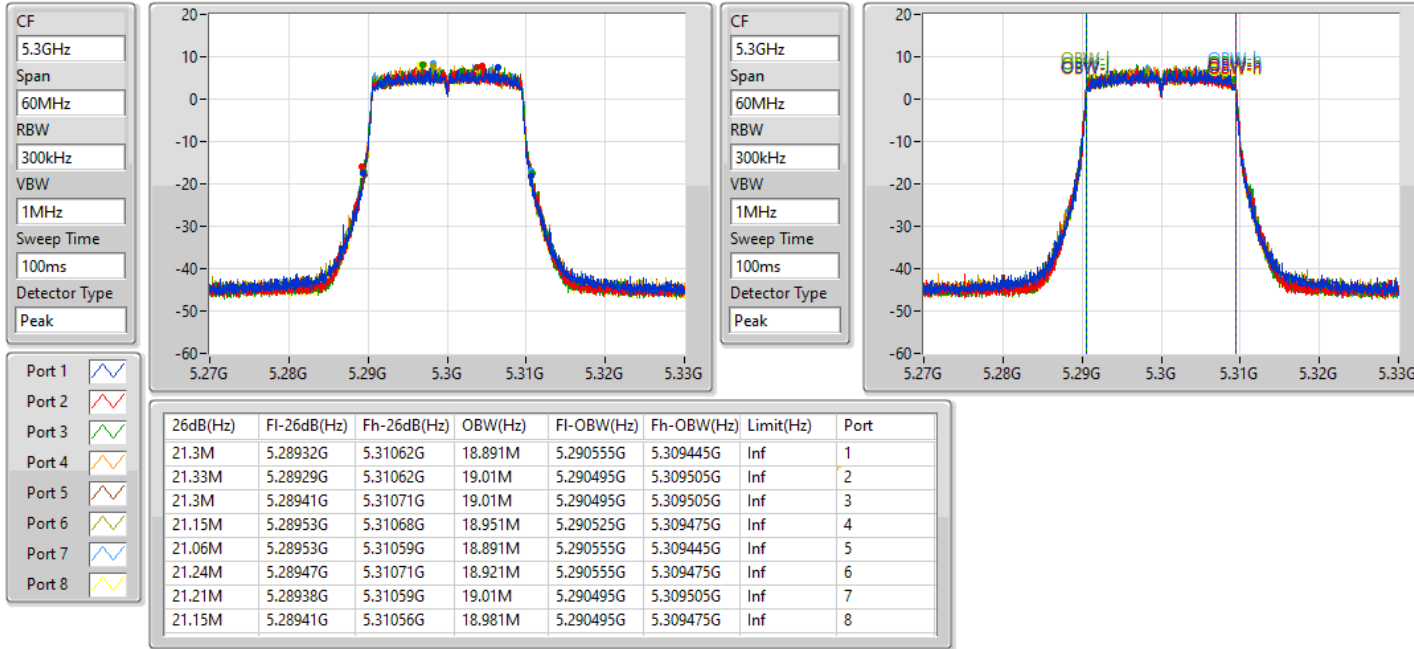 CF
5.3GHz
Span
60MHz
RBW
300kHz
VBW
1MHz
Sweep Time
100ms
Detector Type
Peak
20
10
0
-10
-20
-30
-40
-50
-60
5.27G 5.28G 5.29G 5.3G 5.31G 5.32G 5.33G
CF
5.3GHz
Span
60MHz
RBW
300kHz
VBW
1MHz
Sweep Time
100ms
Detector Type
Peak
20
10
0
-10
-20
-30
-40
-50
-60
5.27G 5.28G 5.29G 5.3G 5.31G 5.32G 5.33G
Port 1
Port 2
Port 3
Port 4
Port 5
Port 6
Port 7
Port 8
26dB(Hz) Fl-26dB(Hz) Fh-26dB(Hz) OBW(Hz) Fl-OBW(Hz) Fh-OBW(Hz) Limit(Hz) Port
21.3M 5.28932G 5.31062G 18.891M 5.290555G 5.309445G Inf 1
21.33M 5.28929G 5.31062G 19.01M 5.290495G 5.309505G Inf 2
21.3M 5.28941G 5.31071G 19.01M 5.290495G 5.309505G Inf 3
21.15M 5.28953G 5.31068G 18.951M 5.290525G 5.309475G Inf 4
21.06M 5.28953G 5.31059G 18.891M 5.290555G 5.309445G Inf 5
21.24M 5.28947G 5.31071G 18.921M 5.290555G 5.309475G Inf 6
21.21M 5.28938G 5.31059G 19.01M 5.290495G 5.309505G Inf 7
21.15M 5.28941G 5.31056G 18.981M 5.290495G 5.309475G Inf 8